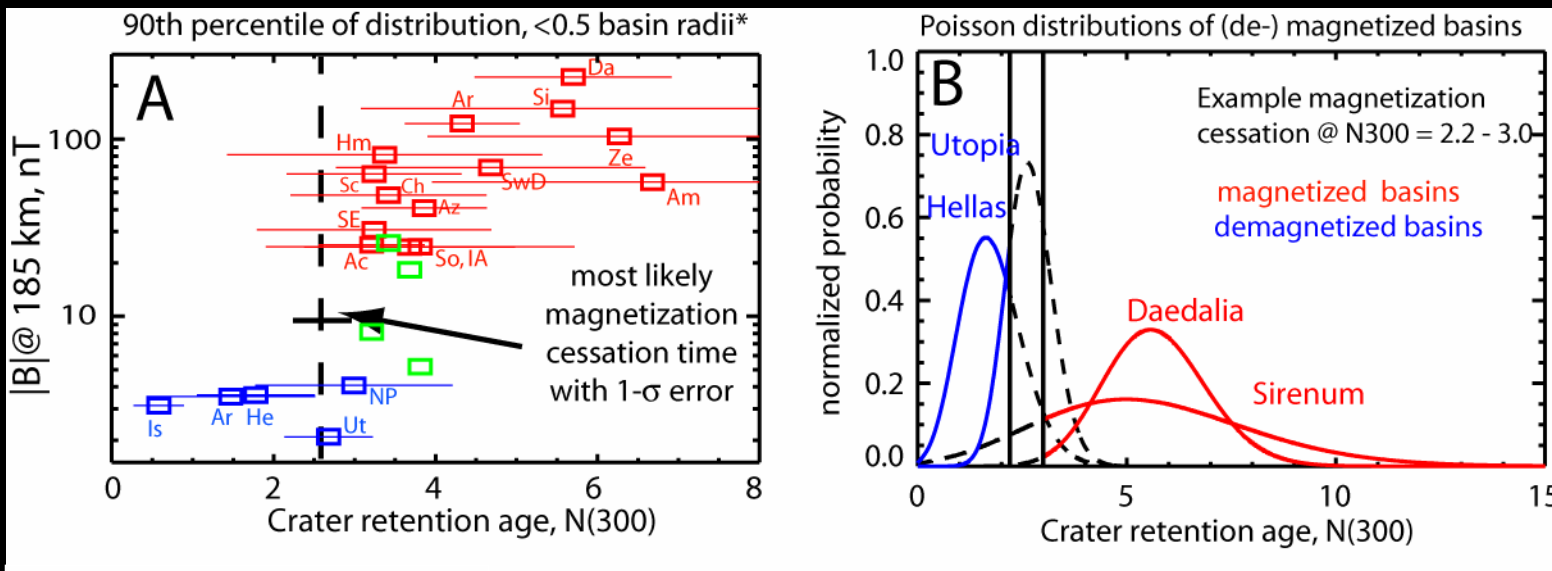 90th percentile of distribution, <0.5 basin radii*
A
|B|@ 185 km, nT
100
10
Da
Si
Ar
Hm
Ze
Sc
Ch
SwD
Am
Az
SE
Ac
So, IA
most likely
magnetization
cessation time
with 1-σ error
NP
Is
Ar
He
Ut
0
2
4
6
8
Crater retention age, N(300)
Poisson distributions of (de-) magnetized basins
B
normalized probability
1.0
0.8
0.6
0.4
0.2
0.0
Example magnetization
cessation @ N300 = 2.2 - 3.0
Utopia
Hellas
magnetized basins
demagnetized basins
Daedalia
Sirenum
0
5
10
15
Crater retention age, N(300)